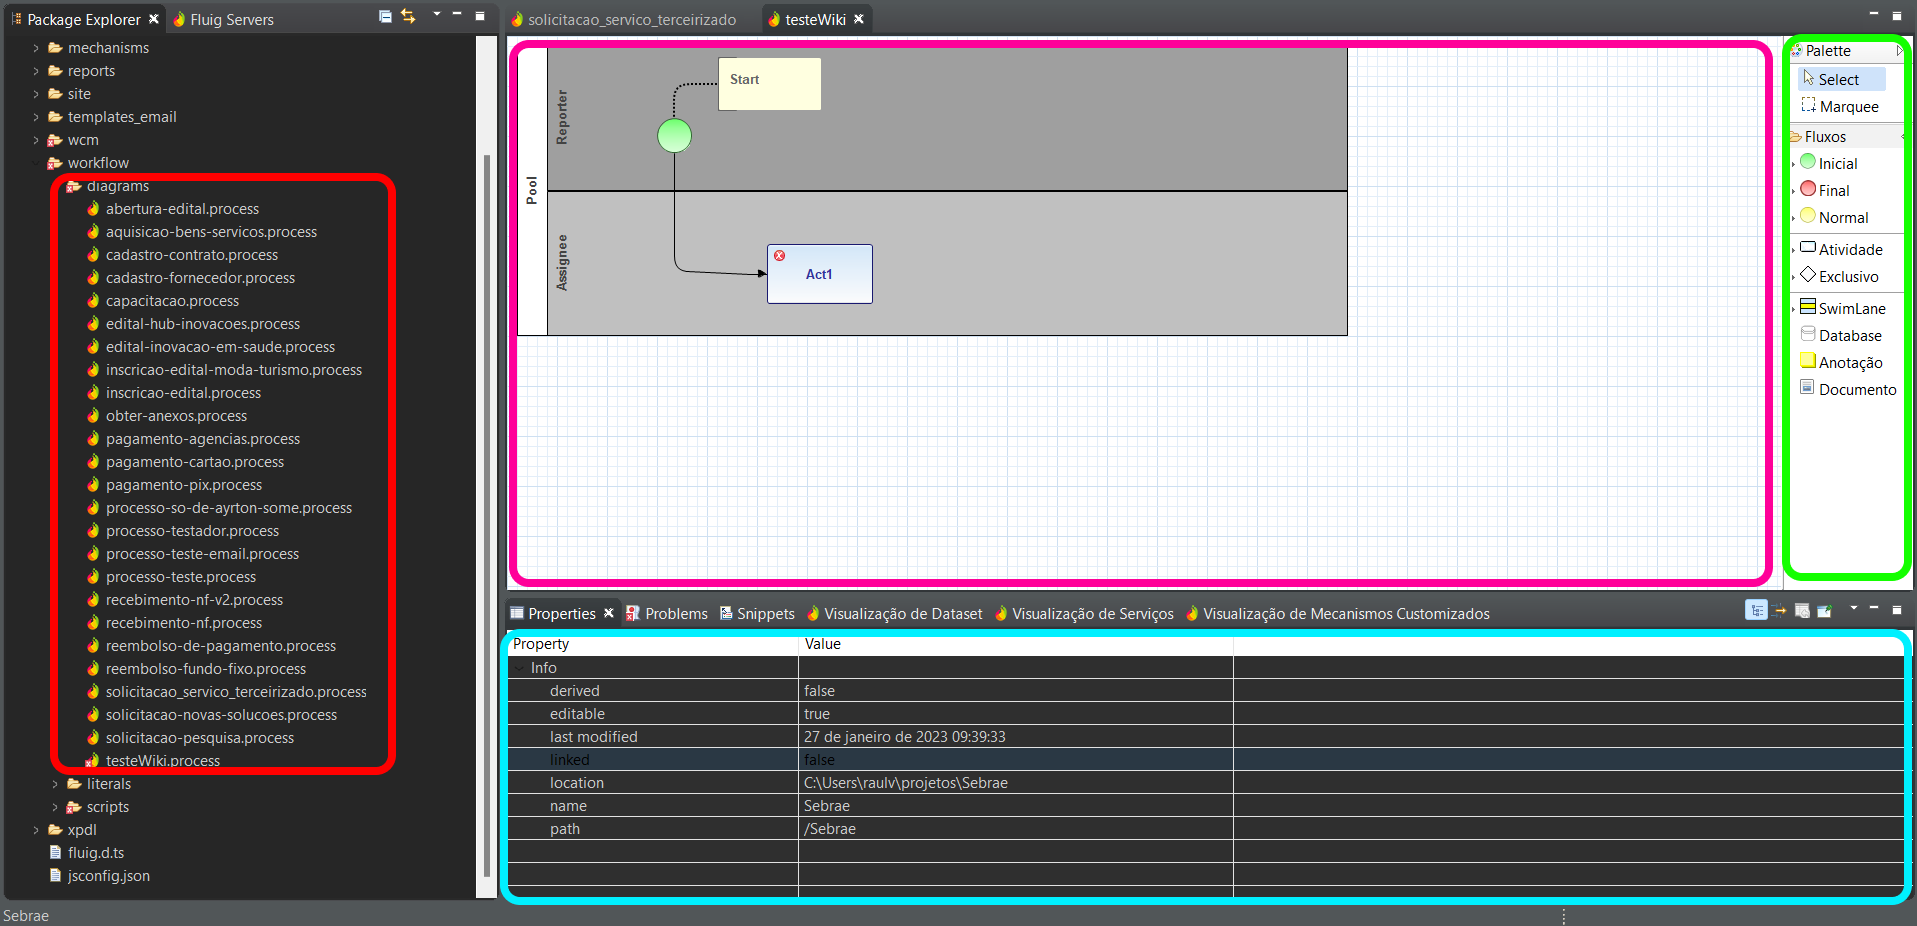 Package Explorer
Fluig Servers
mechanisms
reports
site
templates_email
wcm
workflow
diagrams
abertura-edital.process
aquisicao-bens-servicos.process
cadastro-contrato.process
cadastro-fornecedor.process
capacitacao.process
edital-hub-inovacoes.process
edital-inovacao-em-saude.process
inscricao-edital-moda-turismo.process
inscricao-edital.process
obter-anexos.process
pagamento-agencias.process
pagamento-cartao.process
pagamento-pix.process
processo-so-de-ayrton-some.process
processo-testador.process
processo-teste-email.process
processo-teste.process
recebimento-nf-v2.process
recebimento-nf.process
reembolso-de-pagamento.process
reembolso-fundo-fixo.process
solicitacao_servico_terceirizado.process
solicitacao-novas-solucoes.process
solicitacao-pesquisa.process
testeWiki.process
literals
scripts
xpdl
fluig.d.ts
jsconfig.json
Sebrae
solicitacao_servico_terceirizado
testeWiki
Pool
Reporter
Start
Assignee
Act1
Palette
Select
Marquee
Fluxos
Inicial
Final
Normal
Atividade
Exclusivo
SwimLane
Database
Anotação
Documento
Properties
Problems
Snippets
Visualização de Dataset
Visualização de Serviços
Visualização de Mecanismos Customizados
Property Value
Info
derived false
editable true
last modified 27 de janeiro de 2023 09:39:33
linked false
location C:\Users\raulv\projetos\Sebrae
name Sebrae
path /Sebrae